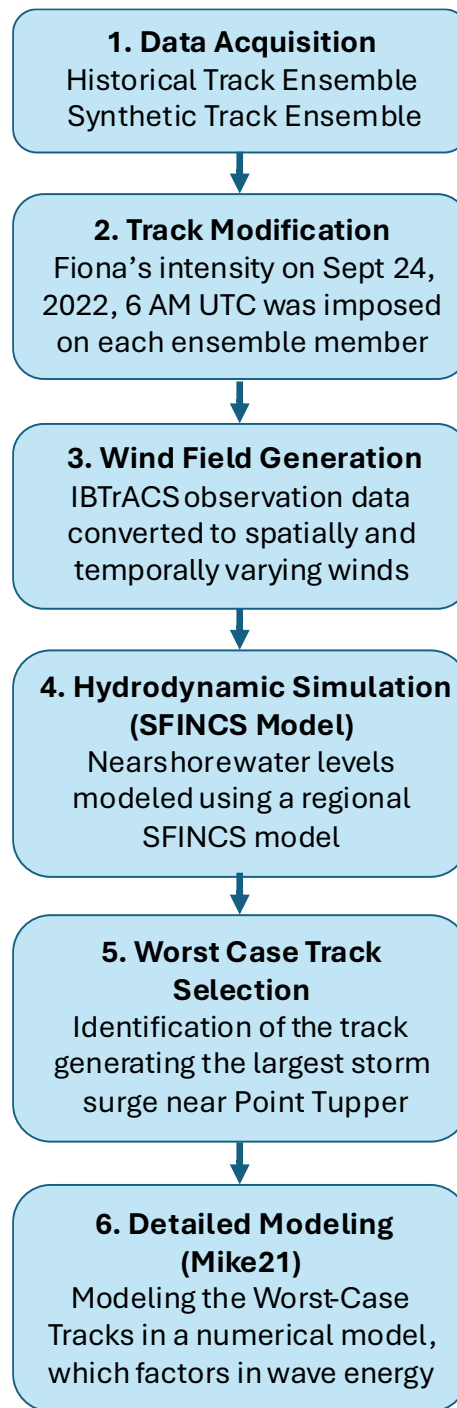 1. Data Acquisition
Historical Track Ensemble
Synthetic Track Ensemble
2. Track Modification
Fiona's intensity on Sept 24,
2022, 6 AM UTC was imposed
on each ensemble member
3. Wind Field Generation
IBTrACS observation data
converted to spatially and
temporally varying winds
4. Hydrodynamic Simulation
(SFINCS Model)
Nearshorewater levels
modeled using a regional
SFINCS model
5. Worst Case Track
Selection
Identification of the track
generating the largest storm
surge near Point Tupper
6. Detailed Modeling
(Mike21)
Modeling the Worst-Case
Tracks in a numerical model,
which factors in wave energy